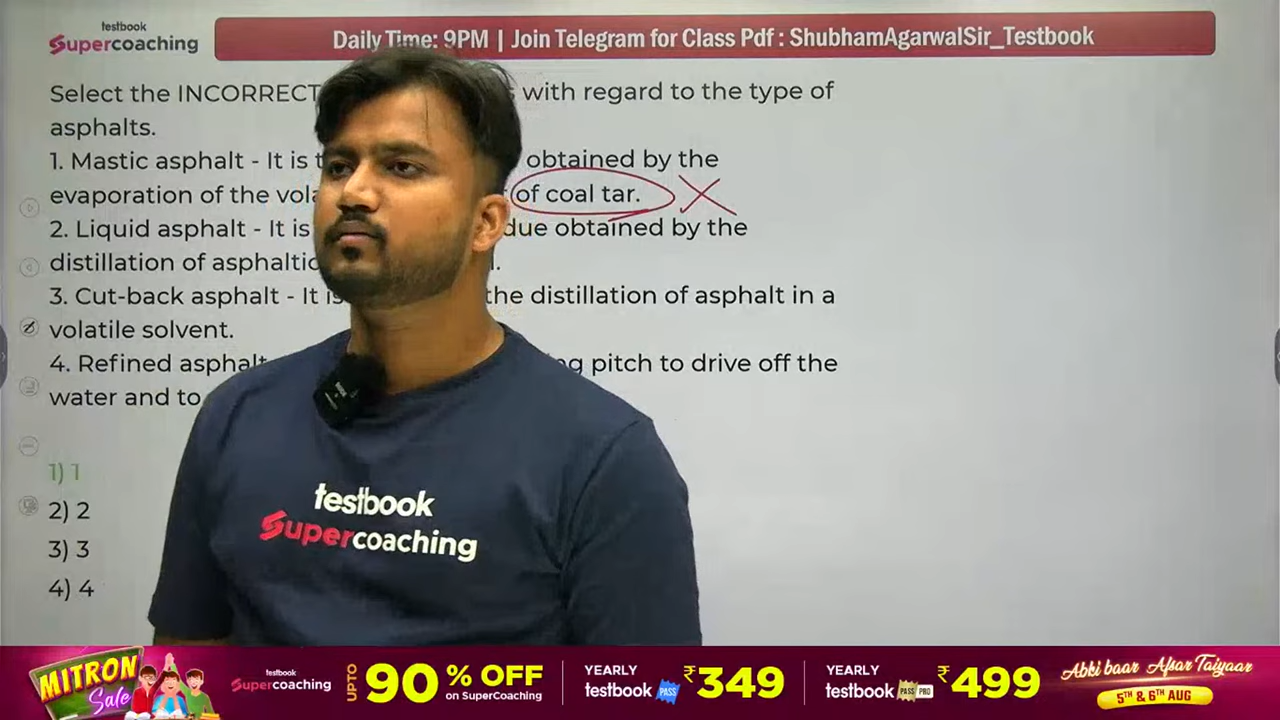 testbook
Supercoaching
Daily Time: 9PM | Join Telegram for Class Pdf : ShubhamAgarwalSir_Testbook
Select the INCORRECT with regard to the type of
asphalts.
1. Mastic asphalt - It is obtained by the
evaporation of the of coal tar.
2. Liquid asphalt - It is obtained by the
distillation of
3. Cut-back asphalt - It is the distillation of asphalt in a
volatile solvent.
4. Refined asphalt pitch to drive off the
water and to
1) 1
2) 2
3) 3
4) 4
testbook
Supercoaching
MITRON
Sale
testbook
Supercoaching
UPTO 90 % OFF
on SuperCoaching
YEARLY
testbook PASS ₹349
YEARLY
testbook PASS PRO ₹499
Abki baar Afsar Taiyaar
5TH & 6TH AUG